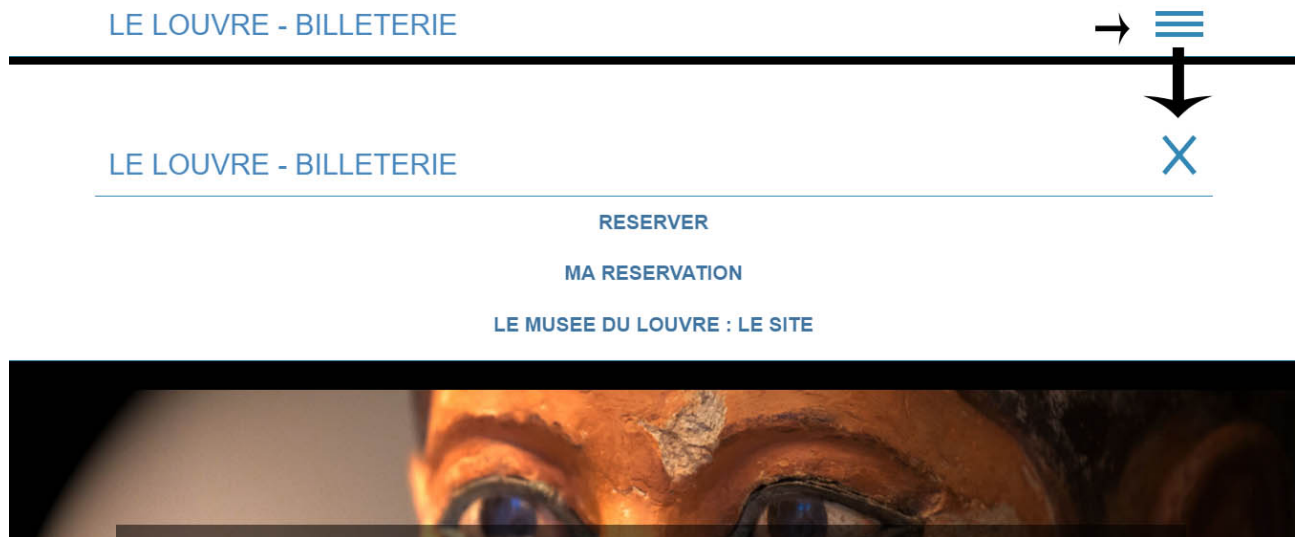 LE LOUVRE - BILLETERIE
LE LOUVRE - BILLETERIE
RESERVER
MA RESERVATION
LE MUSEE DU LOUVRE : LE SITE